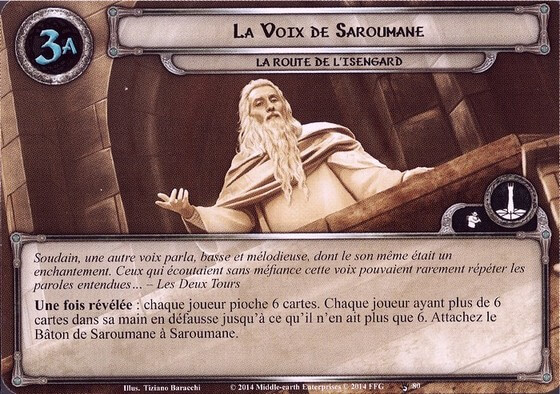 3A
La Voix de Saroumane
La route de l'Isengard
Soudain, une autre voix parla, basse et mélodieuse, dont le son même était un
enchantement. Ceux qui écoutaient sans méfiance cette voix pouvaient rarement répéter les
paroles entendues… – Les Deux Tours
Une fois révélée : chaque joueur pioche 6 cartes. Chaque joueur ayant plus de 6
cartes dans sa main en défausse jusqu'à ce qu'il n'en ait plus que 6. Attachez le
Bâton de Saroumane à Saroumane.
Illus. Tiziano Baracchi © 2014 Middle-earth Enterprises © 2014 FFG 80